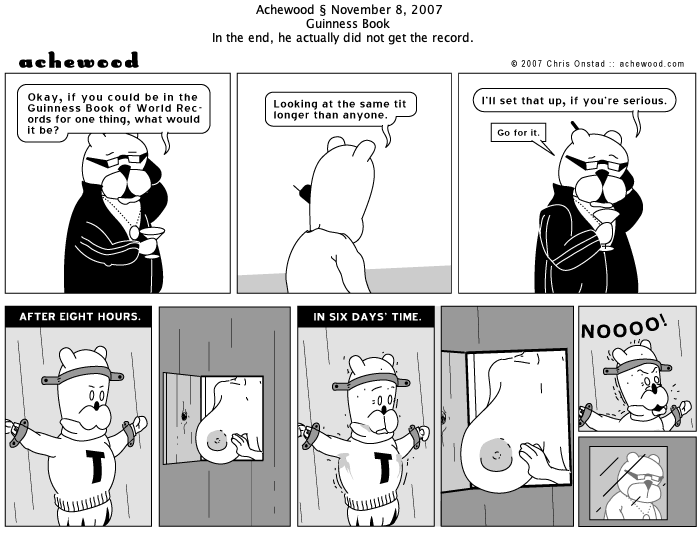 Achewood § November 8, 2007
Guinness Book
In the end, he actually did not get the record.
achewood
© 2007 Chris Onstad :: achewood.com
Okay, if you could be in the
Guinness Book of World Rec-
ords for one thing, what would
it be?
Looking at the same tit
longer than anyone.
I'll set that up, if you're serious.
Go for it.
AFTER EIGHT HOURS.
T
IN SIX DAYS' TIME.
T
NOOOO!